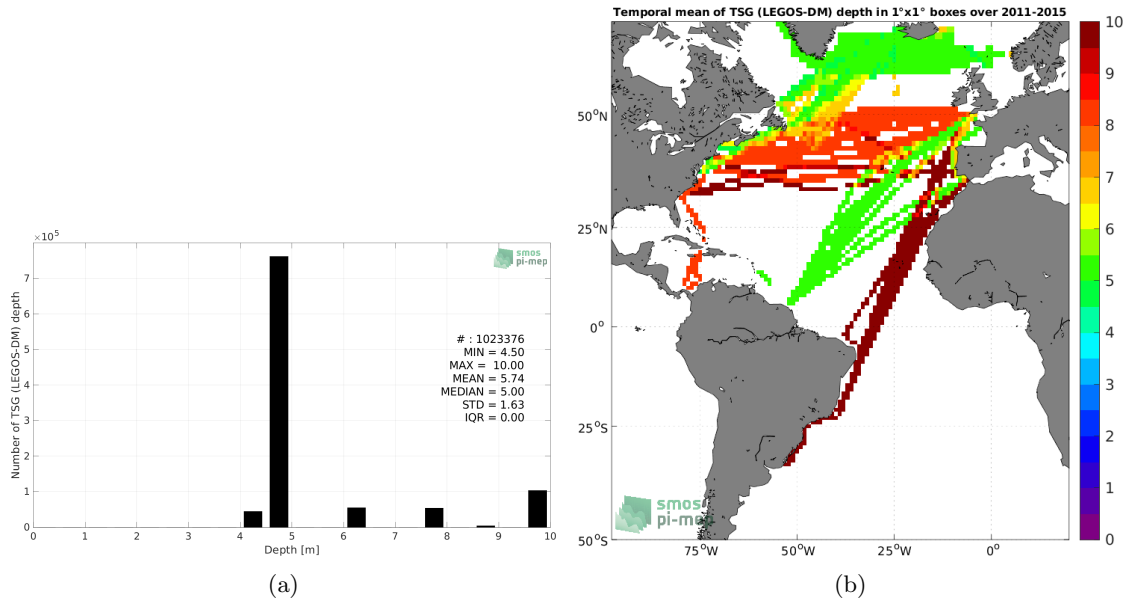 ×10⁵
7
6
5
4
3
2
1
0
Number of TSG (LEGOS-DM) depth
smos
pi-mep
# : 1023376
MIN = 4.50
MAX = 10.00
MEAN = 5.74
MEDIAN = 5.00
STD = 1.63
IQR = 0.00
0 1 2 3 4 5 6 7 8 9 10
Depth [m]
(a)
Temporal mean of TSG (LEGOS-DM) depth in 1°x1° boxes over 2011-2015
50°N
25°N
0°
25°S
50°S
75°W 50°W 25°W 0°
smos
pi-mep
10
9
8
7
6
5
4
3
2
1
0
(b)